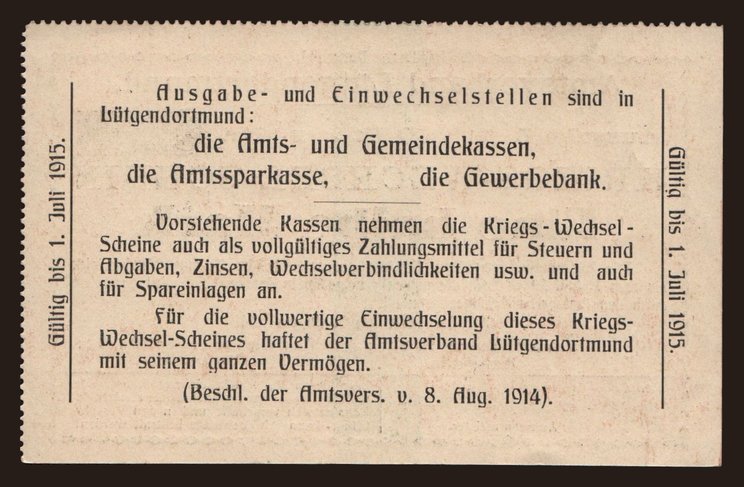 Gültig bis 1. Juli 1915.
Ausgabe- und Einwechselstellen sind in
Lütgendortmund:
die Amts- und Gemeindekassen,
die Amtssparkasse, die Gewerbebank.
Vorstehende Kassen nehmen die Kriegs-Wechsel-
Scheine auch als vollgültiges Zahlungsmittel für Steuern und
Abgaben, Zinsen, Wechselverbindlichkeiten usw. und auch
für Spareinlagen an.
Für die vollwertige Einwechselung dieses Kriegs-
Wechsel-Scheines haftet der Amtsverband Lütgendortmund
mit seinem ganzen Vermögen.
(Beschl. der Amtsvers. v. 8. Aug. 1914).
Gültig bis 1. Juli 1915.